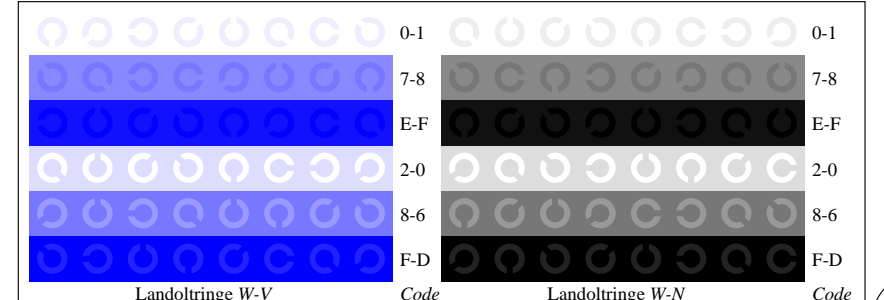 0-1 0-1
7-8 7-8
E-F E-F
2-0 2-0
8-6 8-6
F-D F-D
Landoltringe W-V Code Landoltringe W-N Code